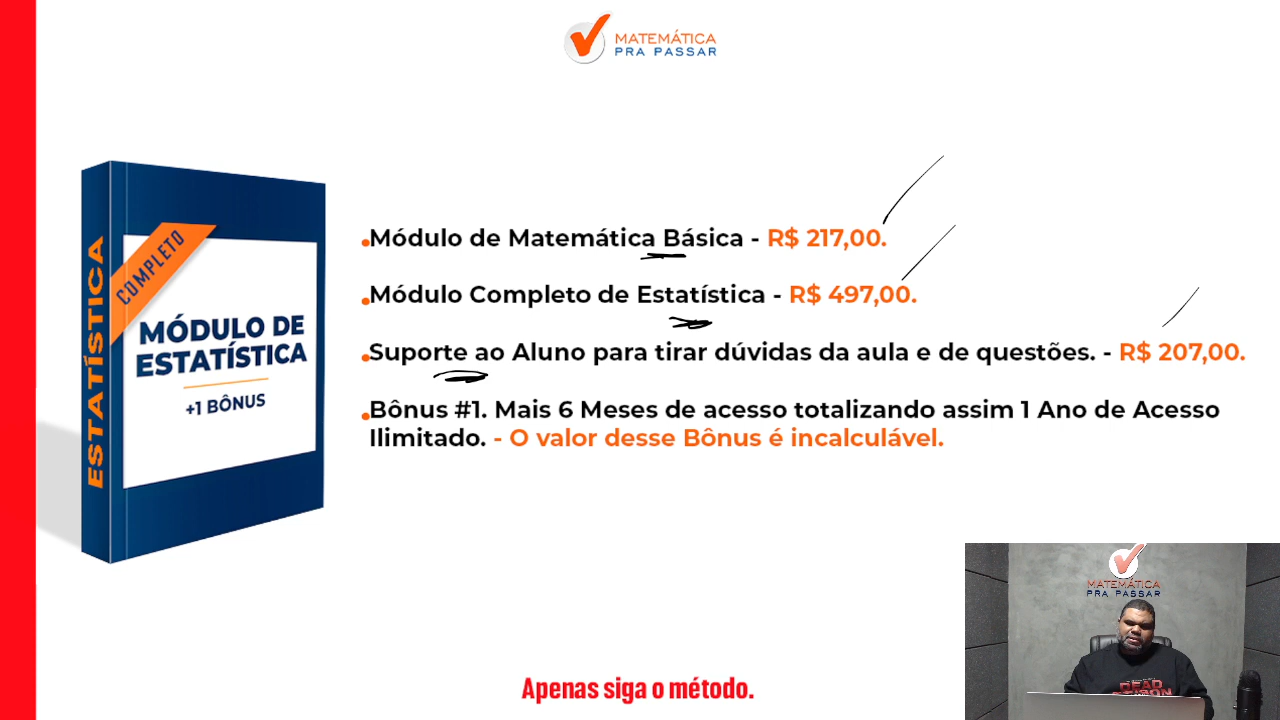 MATEMÁTICA
PRA PASSAR
ESTATÍSTICA
COMPLETO
MÓDULO DE
ESTATÍSTICA
+1 BÔNUS
Módulo de Matemática Básica - R$ 217,00.
Módulo Completo de Estatística - R$ 497,00.
Suporte ao Aluno para tirar dúvidas da aula e de questões. - R$ 207,00.
Bônus #1. Mais 6 Meses de acesso totalizando assim 1 Ano de Acesso
Ilimitado. - O valor desse Bônus é incalculável.
MATEMÁTICA
PRA PASSAR
DEAD
Apenas siga o método.